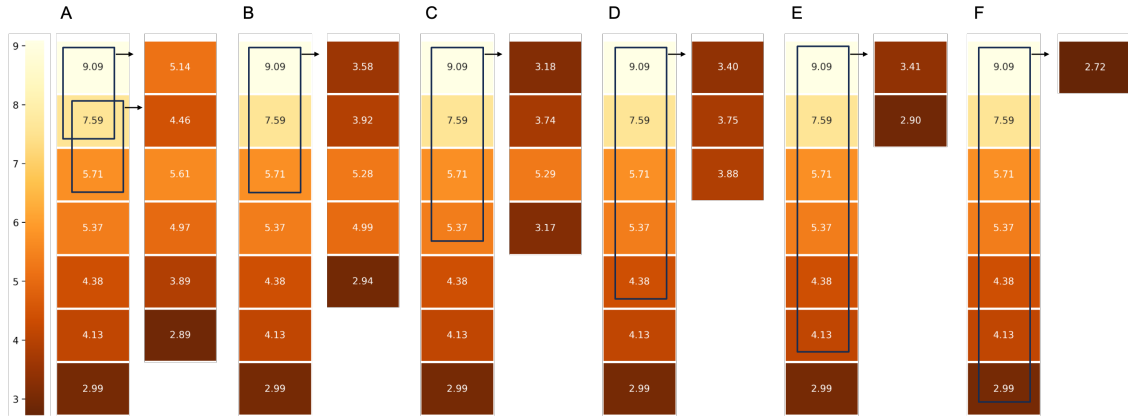 A B C D E F
9 9.09 5.14 9.09 3.58 9.09 3.18 9.09 3.40 9.09 3.41 9.09 2.72
8 7.59 4.46 7.59 3.92 7.59 3.74 7.59 3.75 7.59 2.90 7.59
7 5.71 5.61 5.71 5.28 5.71 5.29 5.71 3.88 5.71 5.71
6 5.37 4.97 5.37 4.99 5.37 3.17 5.37 5.37 5.37
5 4.38 3.89 4.38 2.94 4.38 4.38 4.38 4.38
4 4.13 2.89 4.13 4.13 4.13 4.13 4.13
3 2.99 2.99 2.99 2.99 2.99 2.99